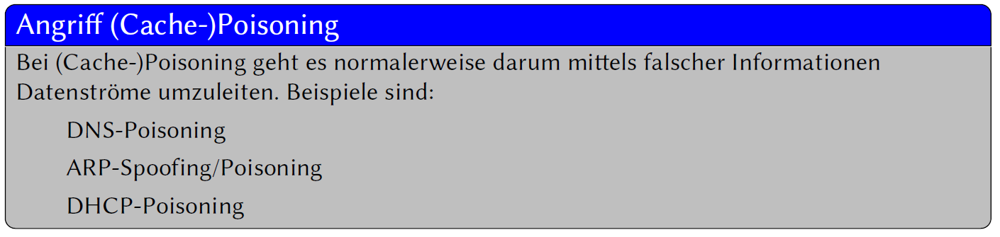 Angriff (Cache-)Poisoning
Bei (Cache-)Poisoning geht es normalerweise darum mittels falscher Informationen
Datenströme umzuleiten. Beispiele sind:
DNS-Poisoning
ARP-Spoofing/Poisoning
DHCP-Poisoning